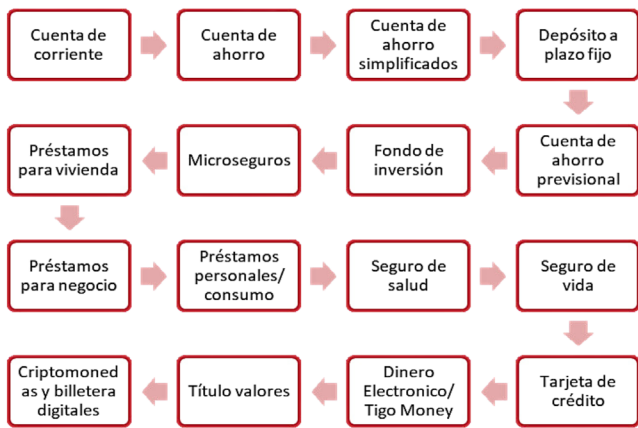 Cuenta de
corriente
Cuenta de
ahorro
Cuenta de
ahorro
simplificados
Depósito a
plazo fijo
Cuenta de
ahorro
previsional
Fondo de
inversión
Microseguros
Préstamos
para vivienda
Préstamos
para negocio
Préstamos
personales/
consumo
Seguro de
salud
Seguro de
vida
Tarjeta de
crédito
Dinero
Electronico/
Tigo Money
Título valores
Criptomoned
as y billetera
digitales